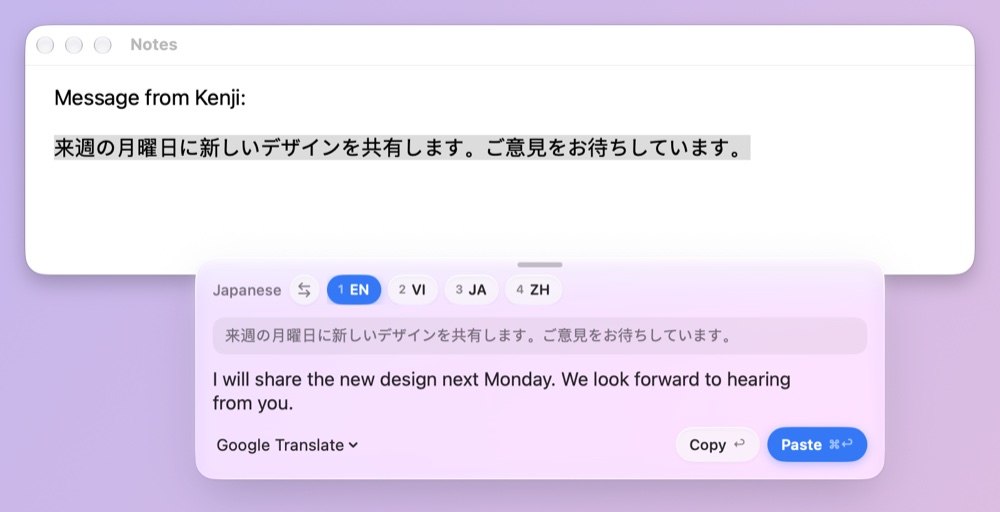 Notes
Message from Kenji:
来週の月曜日に新しいデザインを共有します。ご意見をお待ちしています。
Japanese ⇆ 1 EN 2 VI 3 JA 4 ZH
来週の月曜日に新しいデザインを共有します。ご意見をお待ちしています。
I will share the new design next Monday. We look forward to hearing
from you.
Google Translate Copy ↩ Paste ⌘↩